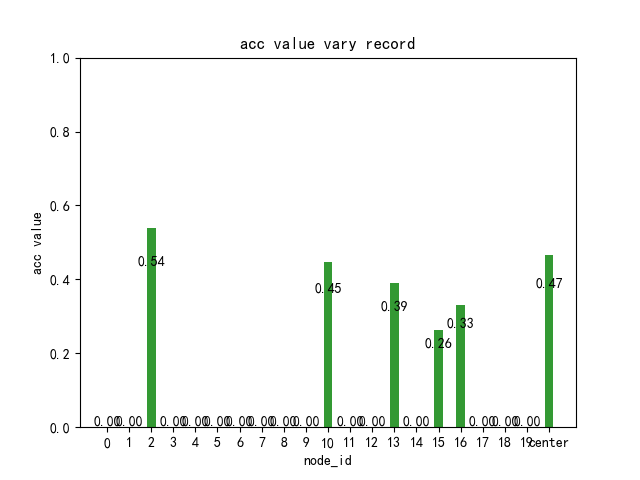 acc value vary record
1.0
0.8
0.6
0.4
0.2
0.0
acc value
0.00 0.00 0.54 0.00 0.00 0.00 0.00 0.00 0.00 0.00 0.45 0.00 0.00 0.39 0.00 0.26 0.33 0.00 0.00 0.00 0.47
0 1 2 3 4 5 6 7 8 9 10 11 12 13 14 15 16 17 18 19 center
node_id